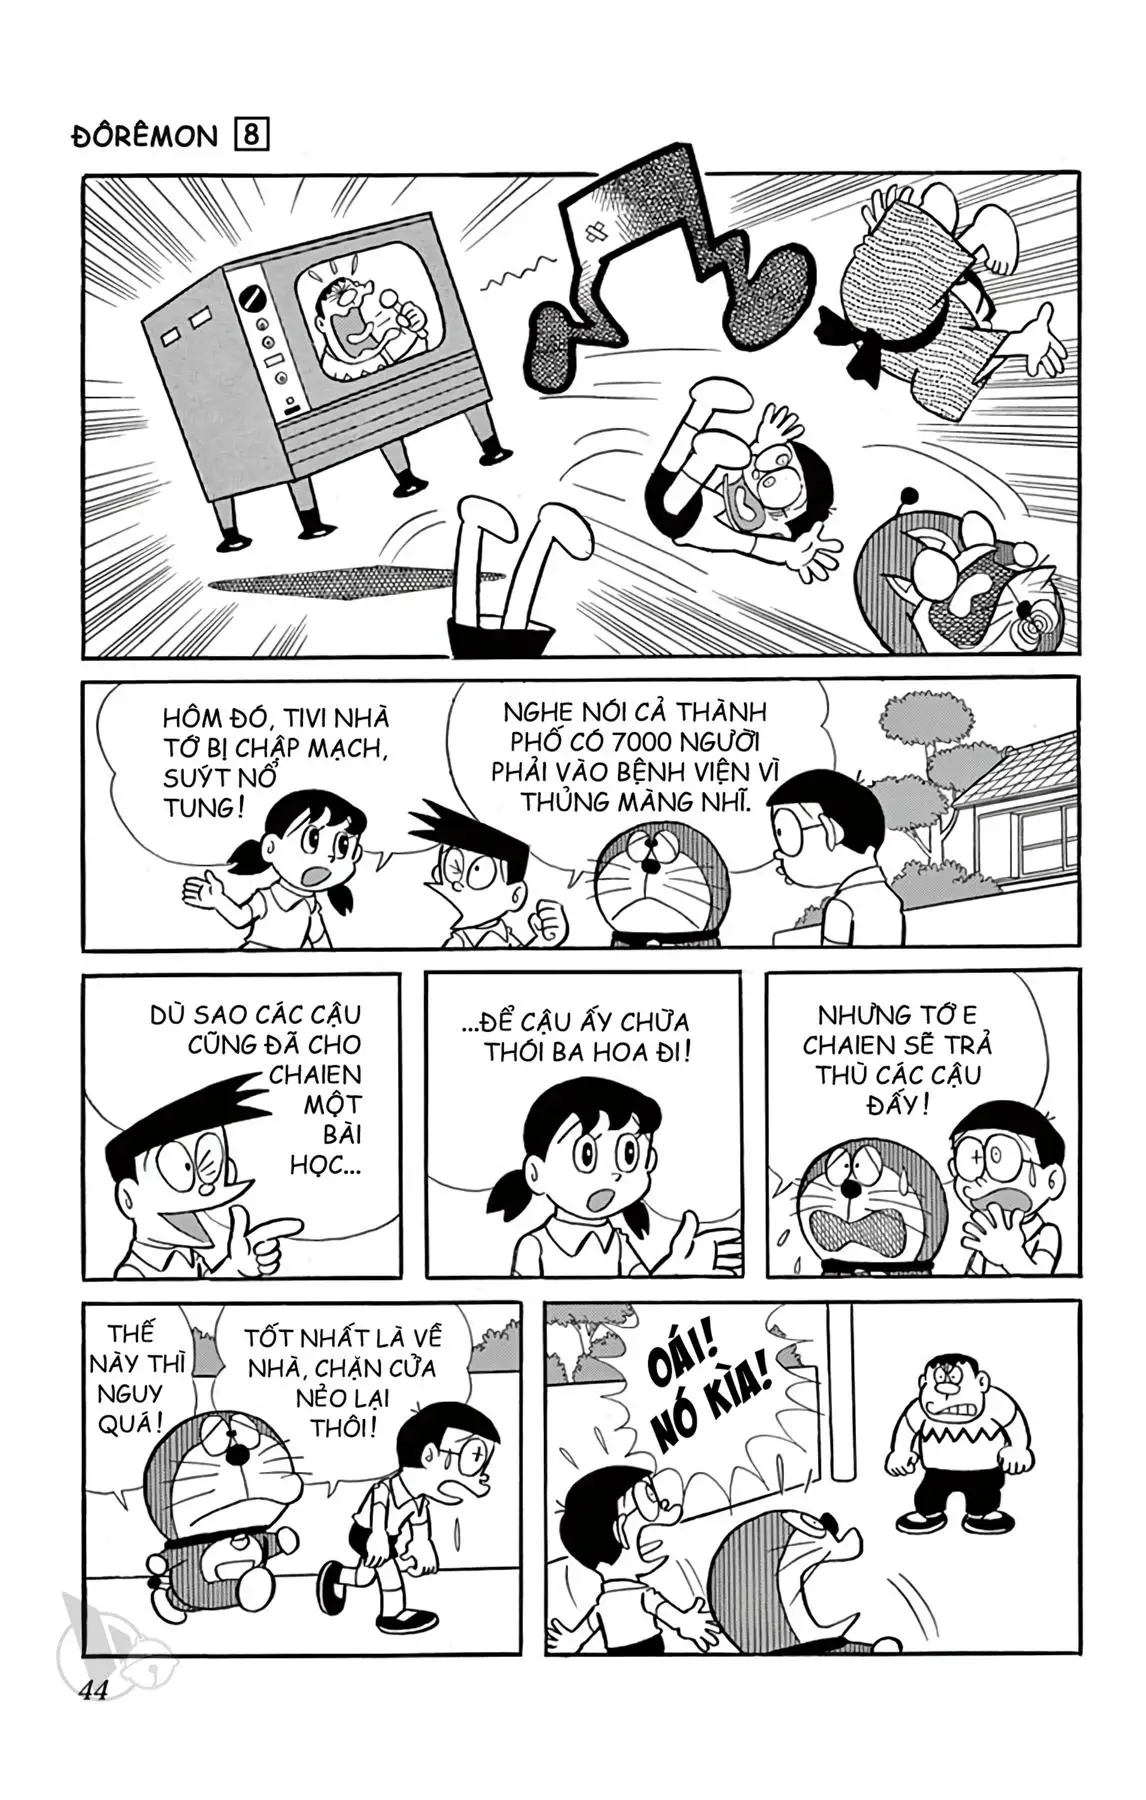 ĐÔRÊMON 8
HÔM ĐÓ, TIVI NHÀ
TỚ BỊ CHẬP MẠCH,
SUÝT NỔ
TUNG!
NGHE NÓI CẢ THÀNH
PHỐ CÓ 7000 NGƯỜI
PHẢI VÀO BỆNH VIỆN VÌ
THỦNG MÀNG NHĨ.
DÙ SAO CÁC CẬU
CŨNG ĐÃ CHO
CHAIEN
MỘT
BÀI
HỌC...
...ĐỂ CẬU ẤY CHỮA
THÓI BA HOA ĐI!
NHƯNG TỚ E
CHAIEN SẼ TRẢ
THÙ CÁC CẬU
ĐẤY!
THẾ
NÀY THÌ
NGUY
QUÁ!
TỐT NHẤT LÀ VỀ
NHÀ, CHẶN CỬA
NẺO LẠI
THÔI!
OÁI!
NÓ KÌA!
44